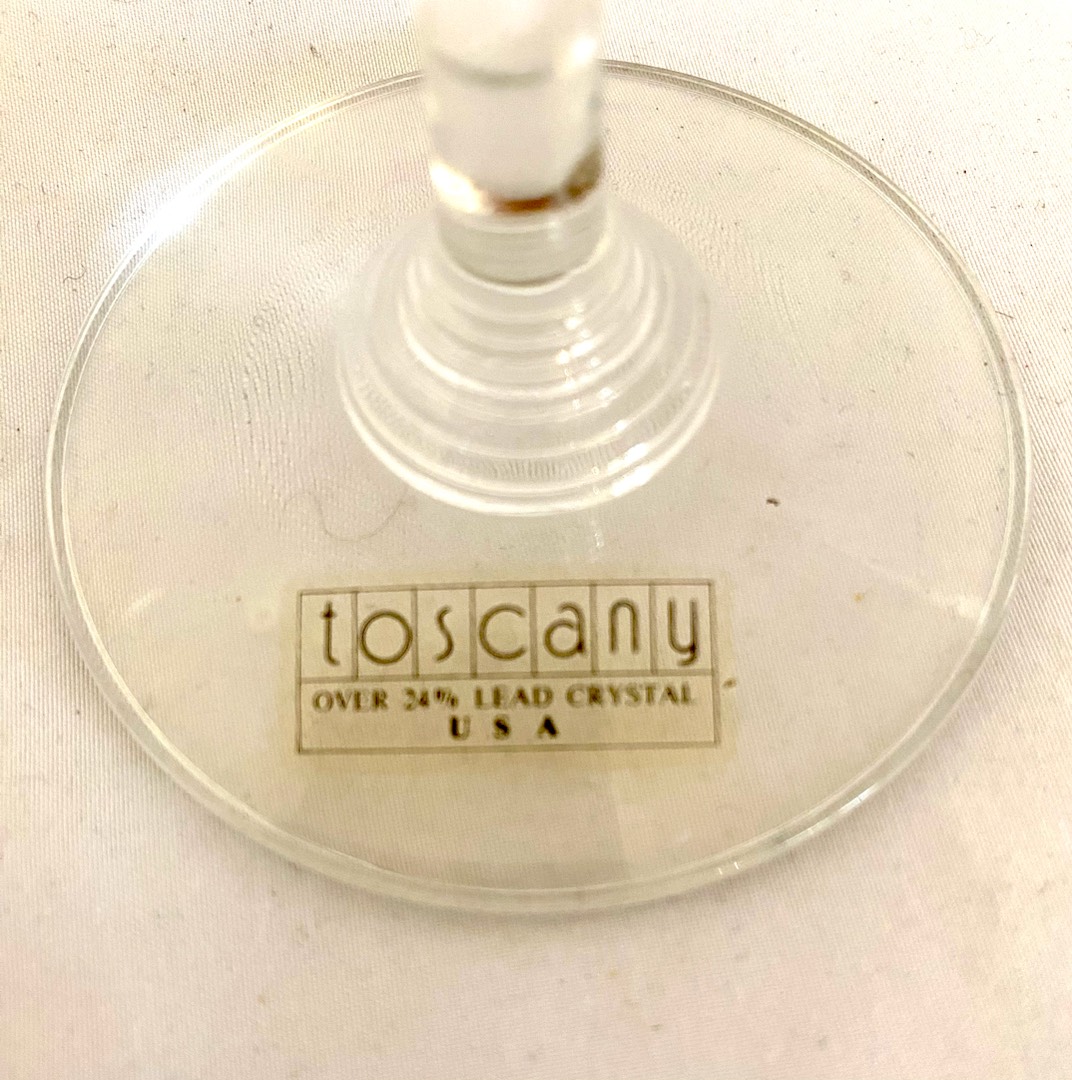 toscany
OVER 24% LEAD CRYSTAL
USA